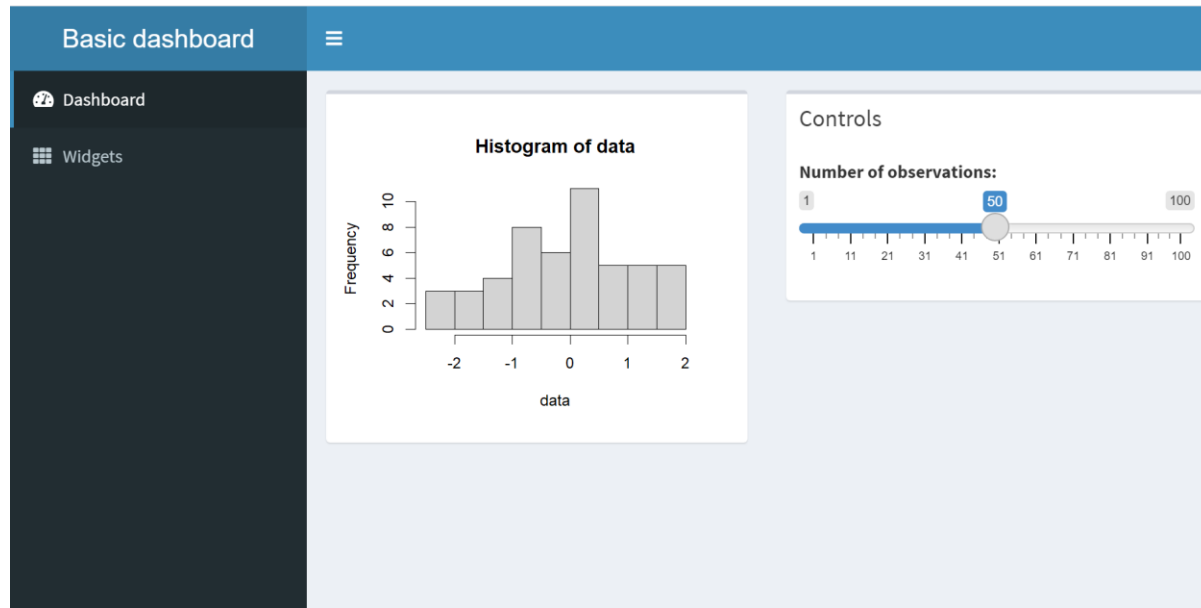 Basic dashboard
Dashboard
Widgets
Histogram of data
Frequency
0 2 4 6 8 10
-2 -1 0 1 2
data
Controls
Number of observations:
1 50 100
1 11 21 31 41 51 61 71 81 91 100